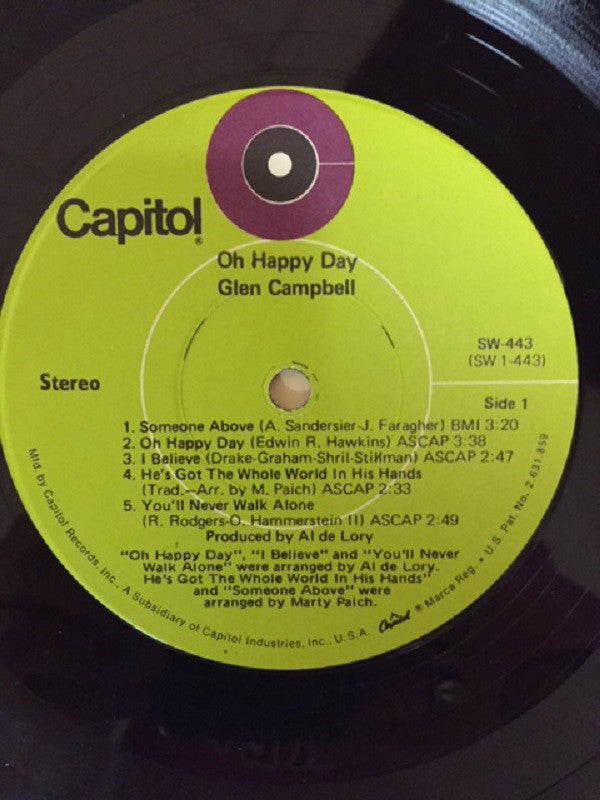 Capitol®
Oh Happy Day
Glen Campbell
SW-443
(SW 1-443)
Stereo
Side 1
1. Someone Above (A. Sandersier-J. Faragher) BMI 3:20
2. Oh Happy Day (Edwin R. Hawkins) ASCAP 3:38
3. I Believe (Drake-Graham-Shril-Stillman) ASCAP 2:47
4. He's Got The Whole World In His Hands
(Trad.-Arr. by M. Paich) ASCAP 2:33
5. You'll Never Walk Alone
(R. Rodgers-O. Hammerstein II) ASCAP 2:49
Produced by Al de Lory
"Oh Happy Day", "I Believe" and "You'll Never
Walk Alone" were arranged by Al de Lory.
He's Got The Whole World In His Hands"
and "Someone Above" were
arranged by Marty Paich.
Mfd. by Capitol Records, Inc., A Subsidiary of Capitol Industries, Inc., U.S.A. Capitol ® Marca Reg. • U.S. Pat. No. 2,631,859